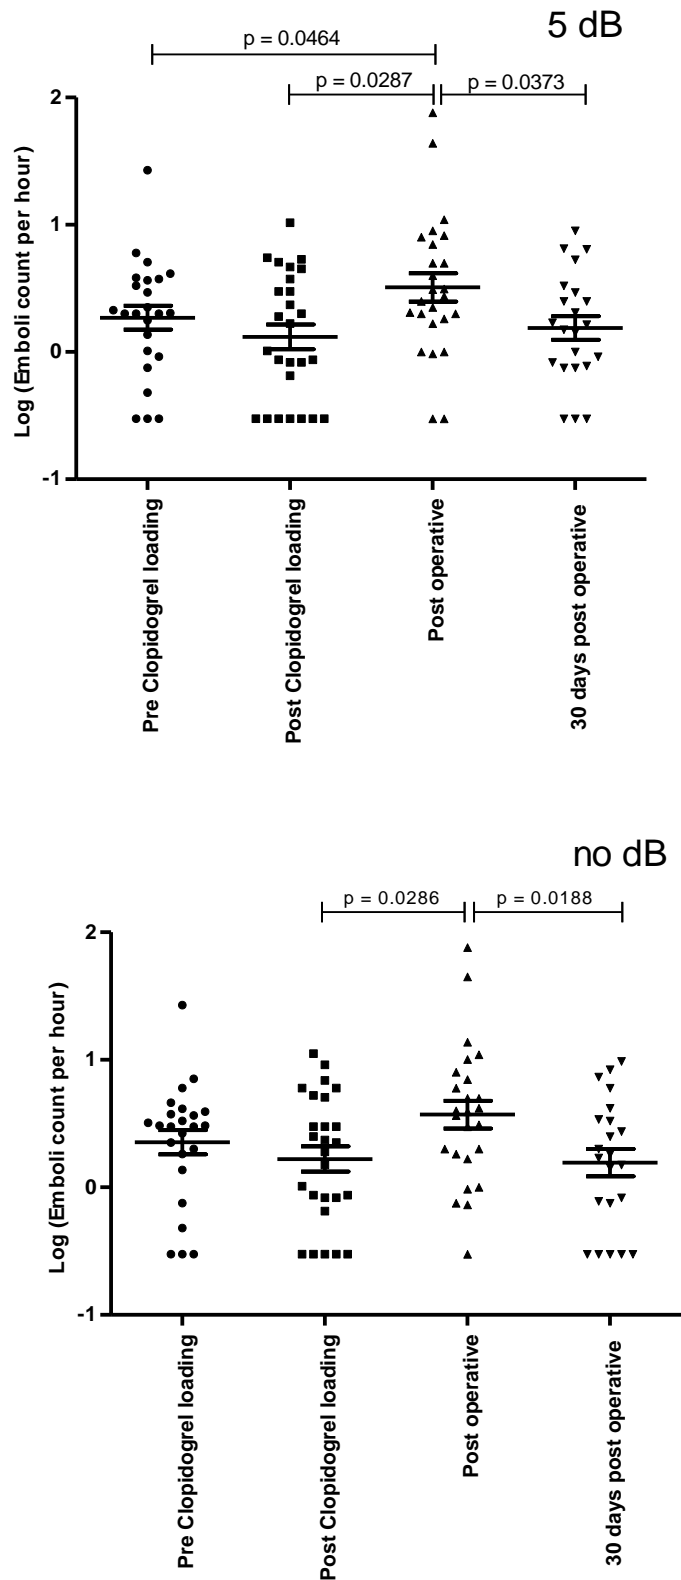 5 dB
p = 0.0464
p = 0.0287
p = 0.0373
2
1
0
-1
Log (Emboli count per hour)
Pre Clopidogrel loading
Post Clopidogrel loading
Post operative
30 days post operative
no dB
p = 0.0286
p = 0.0188
2
1
0
-1
Log (Emboli count per hour)
Pre Clopidogrel loading
Post Clopidogrel loading
Post operative
30 days post operative